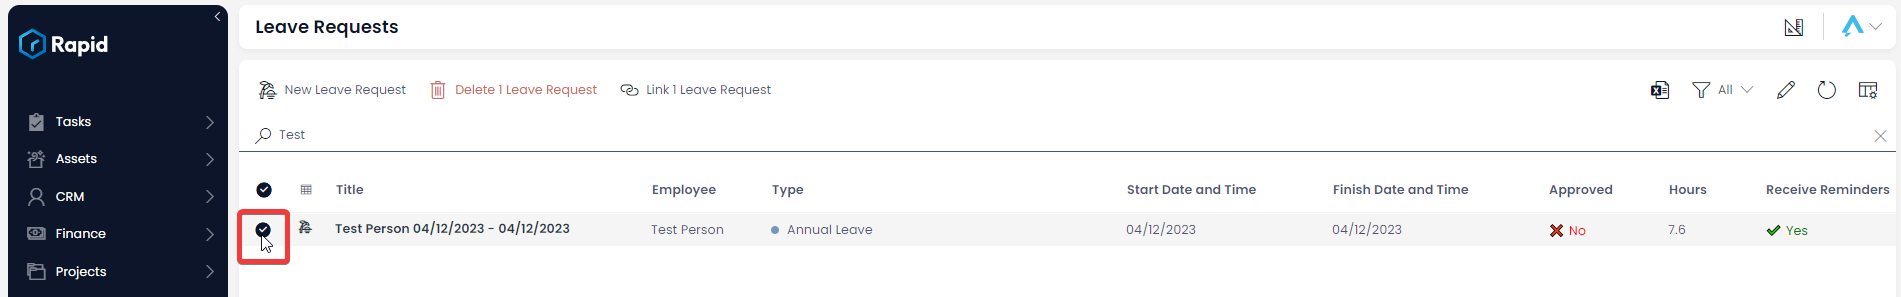 Rapid
Tasks
Assets
CRM
Finance
Projects
Leave Requests
New Leave Request Delete 1 Leave Request Link 1 Leave Request All
Test
Title Employee Type Start Date and Time Finish Date and Time Approved Hours Receive Reminders
Test Person 04/12/2023 - 04/12/2023 Test Person Annual Leave 04/12/2023 04/12/2023 No 7.6 Yes